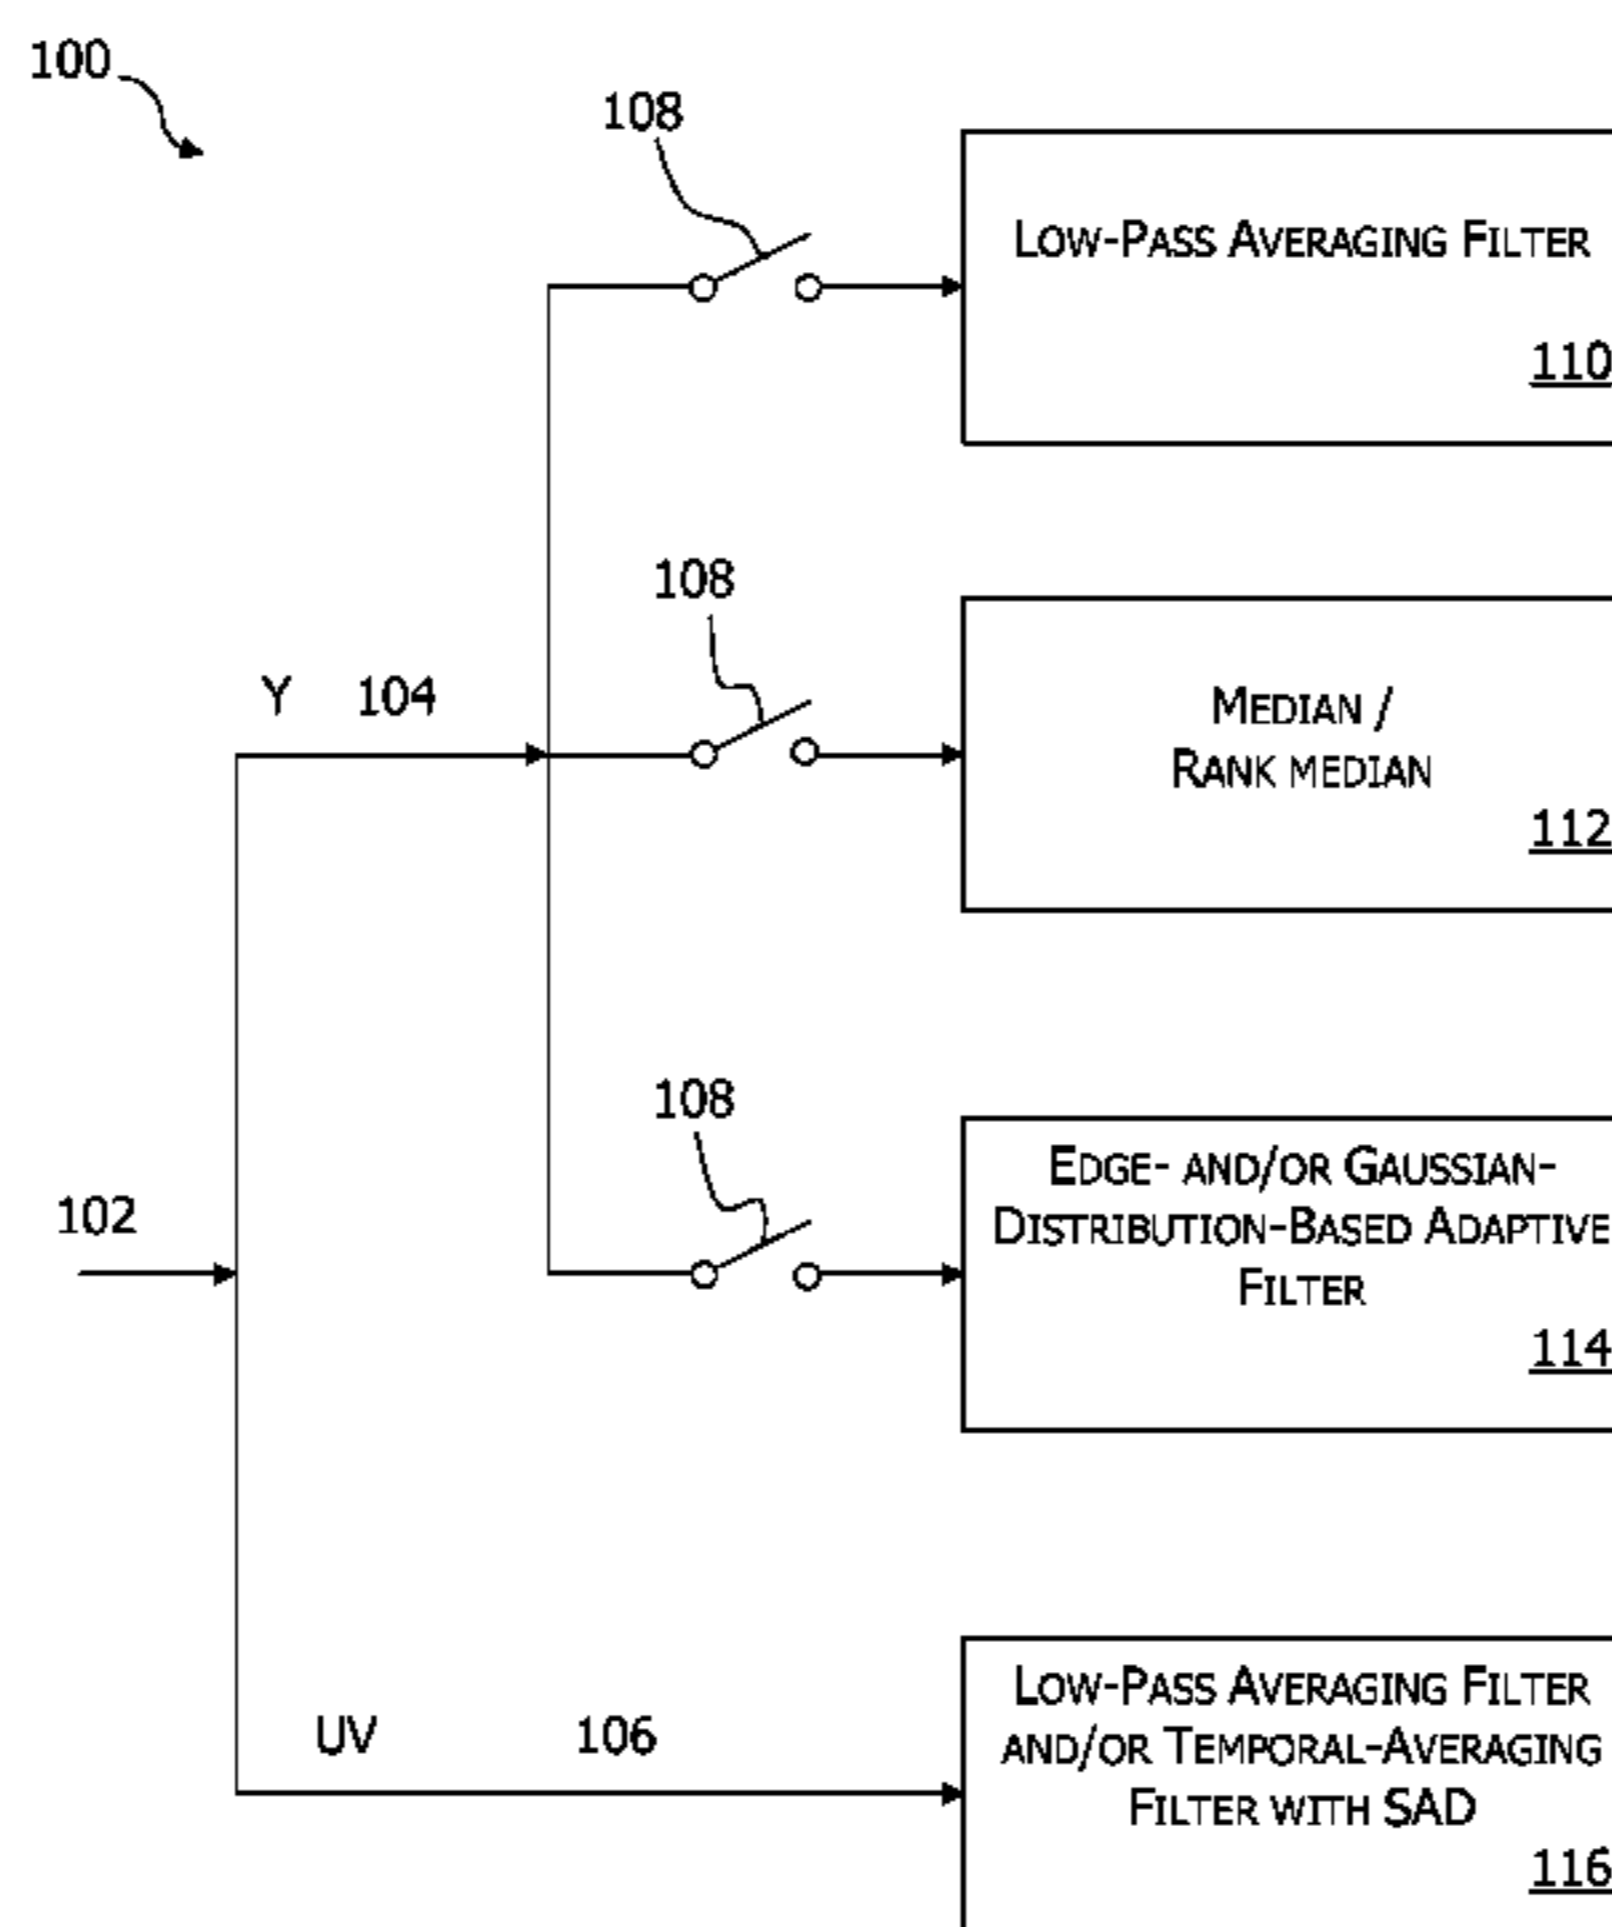 100
108
LOW-PASS AVERAGING FILTER
110
108
Y 104
MEDIAN /
RANK MEDIAN
112
108
102
EDGE- AND/OR GAUSSIAN-
DISTRIBUTION-BASED ADAPTIVE
FILTER
114
UV 106
LOW-PASS AVERAGING FILTER
AND/OR TEMPORAL-AVERAGING
FILTER WITH SAD
116